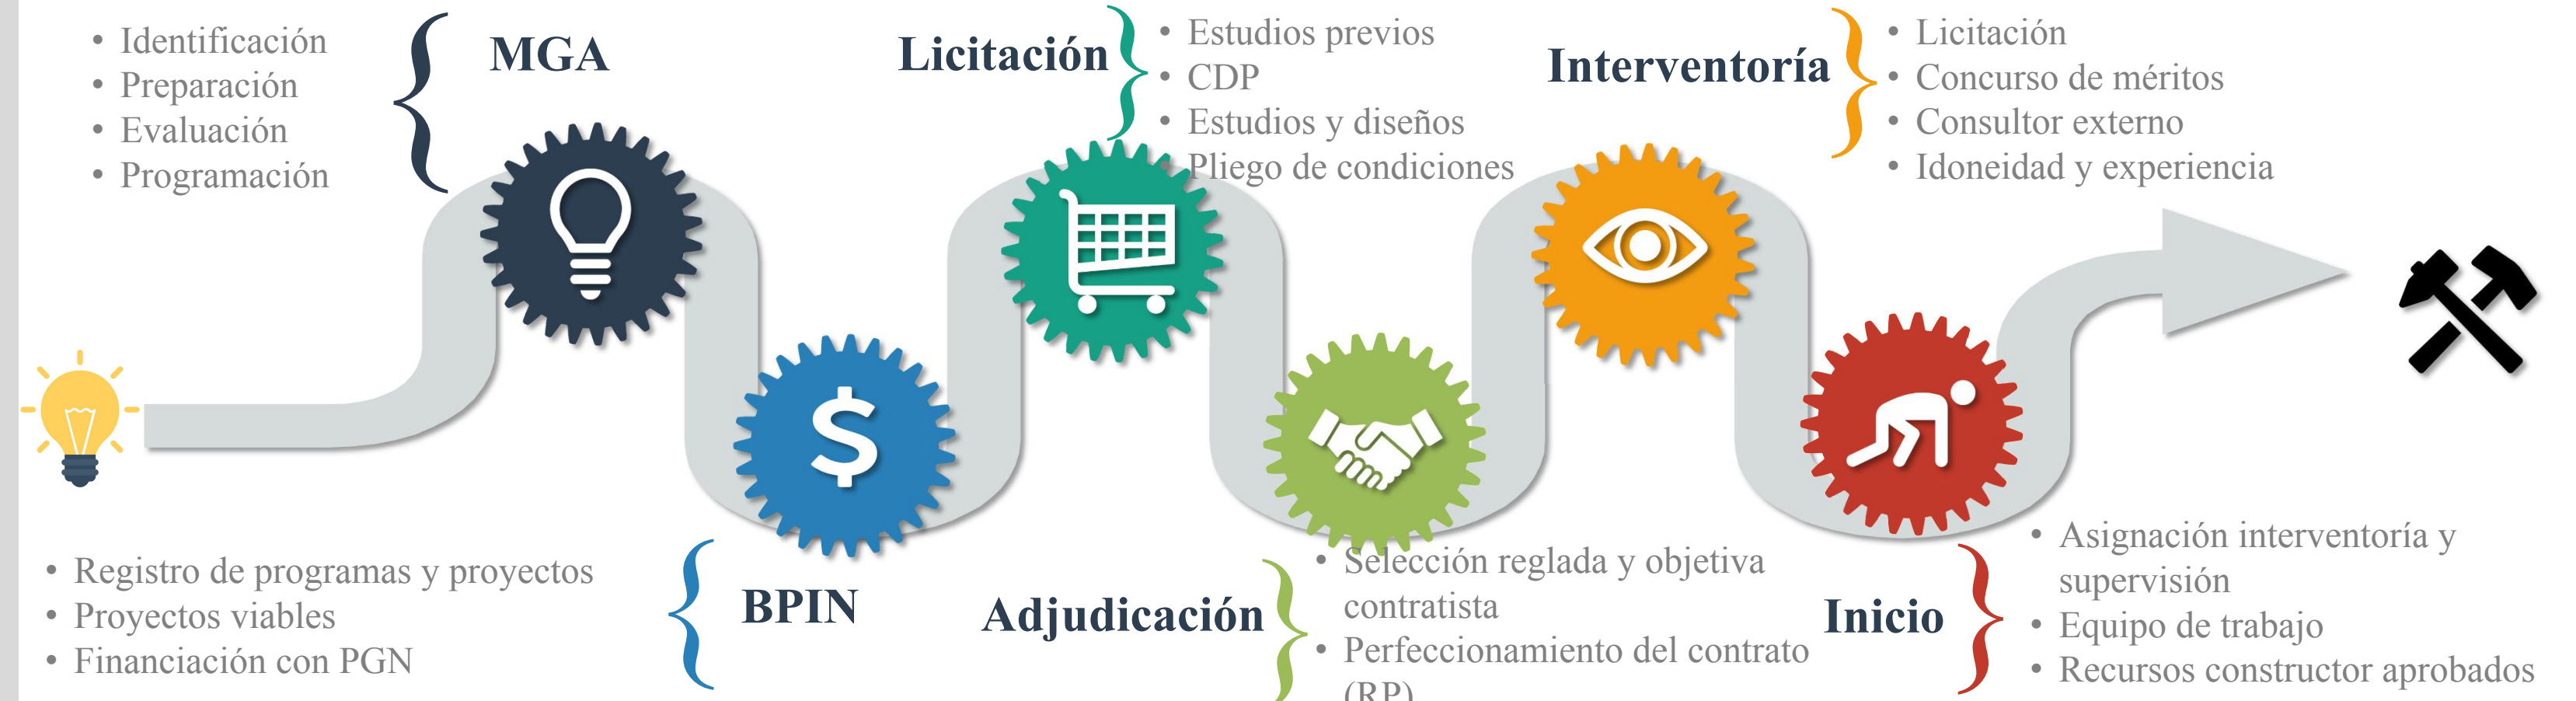 • Identificación
• Preparación
• Evaluación
• Programación
MGA
Licitación
• Estudios previos
• CDP
• Estudios y diseños
• Pliego de condiciones
Interventoría
• Licitación
• Concurso de méritos
• Consultor externo
• Idoneidad y experiencia
$
• Registro de programas y proyectos
• Proyectos viables
• Financiación con PGN
BPIN
Adjudicación
• Selección reglada y objetiva
contratista
• Perfeccionamiento del contrato
(RP)
Inicio
• Asignación interventoría y
supervisión
• Equipo de trabajo
• Recursos constructor aprobados